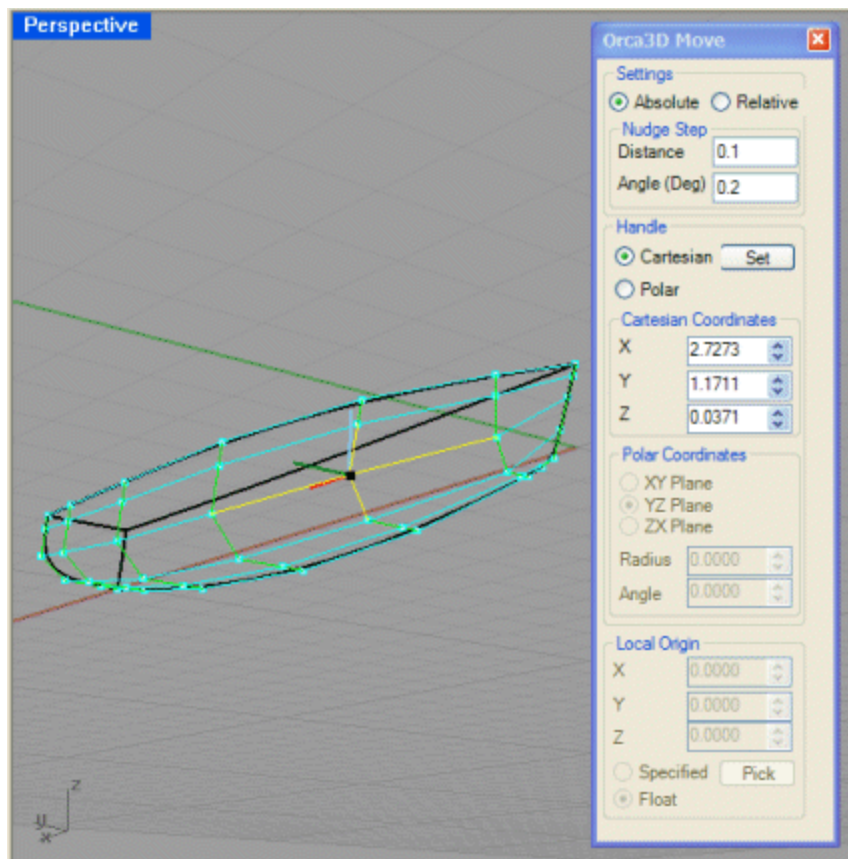 Perspective
Orca3D Move
Settings
Absolute Relative
Nudge Step
Distance 0.1
Angle (Deg) 0.2
Handle
Cartesian Set
Polar
Cartesian Coordinates
X 2.7273
Y 1.1711
Z 0.0371
Polar Coordinates
XY Plane
YZ Plane
ZX Plane
Radius 0.0000
Angle 0.0000
Local Origin
X 0.0000
Y 0.0000
Z 0.0000
Specified Pick
Float
z
y
x